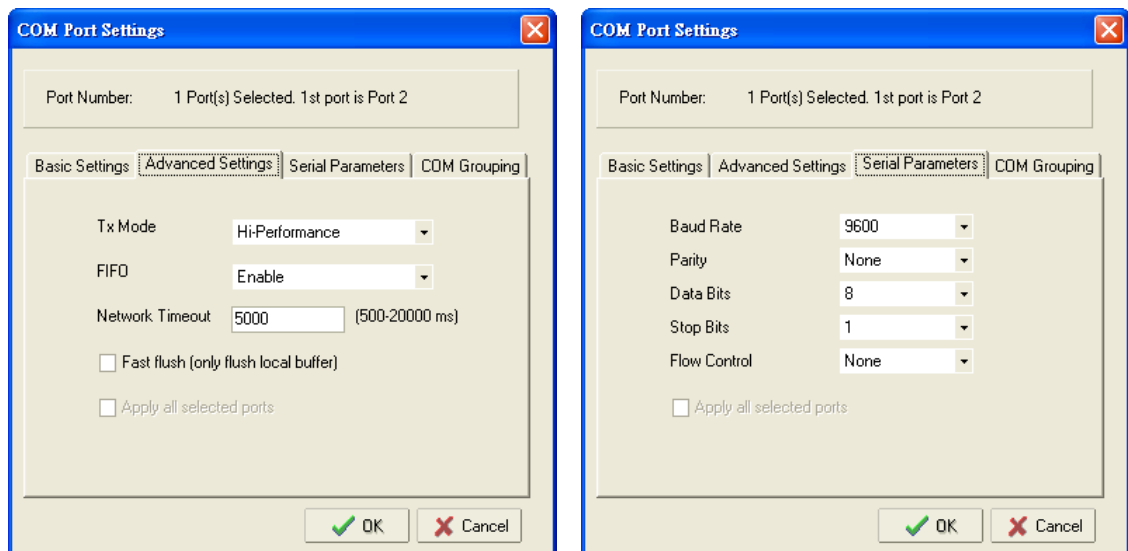 COM Port Settings
Port Number: 1 Port(s) Selected. 1st port is Port 2
Basic Settings Advanced Settings Serial Parameters COM Grouping
Tx Mode Hi-Performance
FIFO Enable
Network Timeout 5000 (500-20000 ms)
Fast flush (only flush local buffer)
Apply all selected ports
OK Cancel
COM Port Settings
Port Number: 1 Port(s) Selected. 1st port is Port 2
Basic Settings Advanced Settings Serial Parameters COM Grouping
Baud Rate 9600
Parity None
Data Bits 8
Stop Bits 1
Flow Control None
Apply all selected ports
OK Cancel